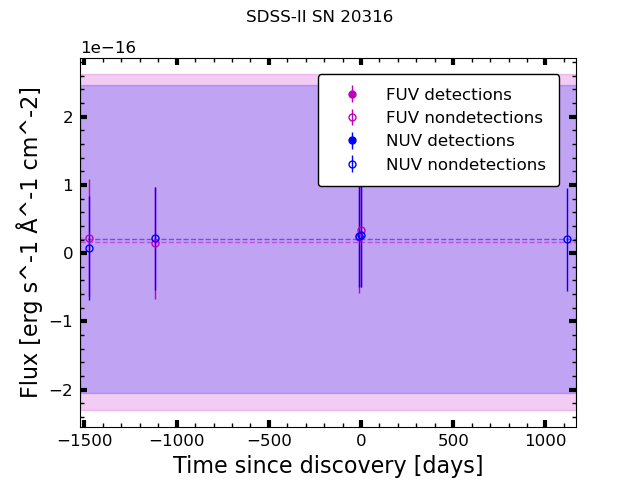 SDSS-II SN 20316
1e−16
FUV detections
FUV nondetections
NUV detections
NUV nondetections
2
1
0
−1
−2
Flux [erg s^-1 Å^-1 cm^-2]
−1500 −1000 −500 0 500 1000
Time since discovery [days]